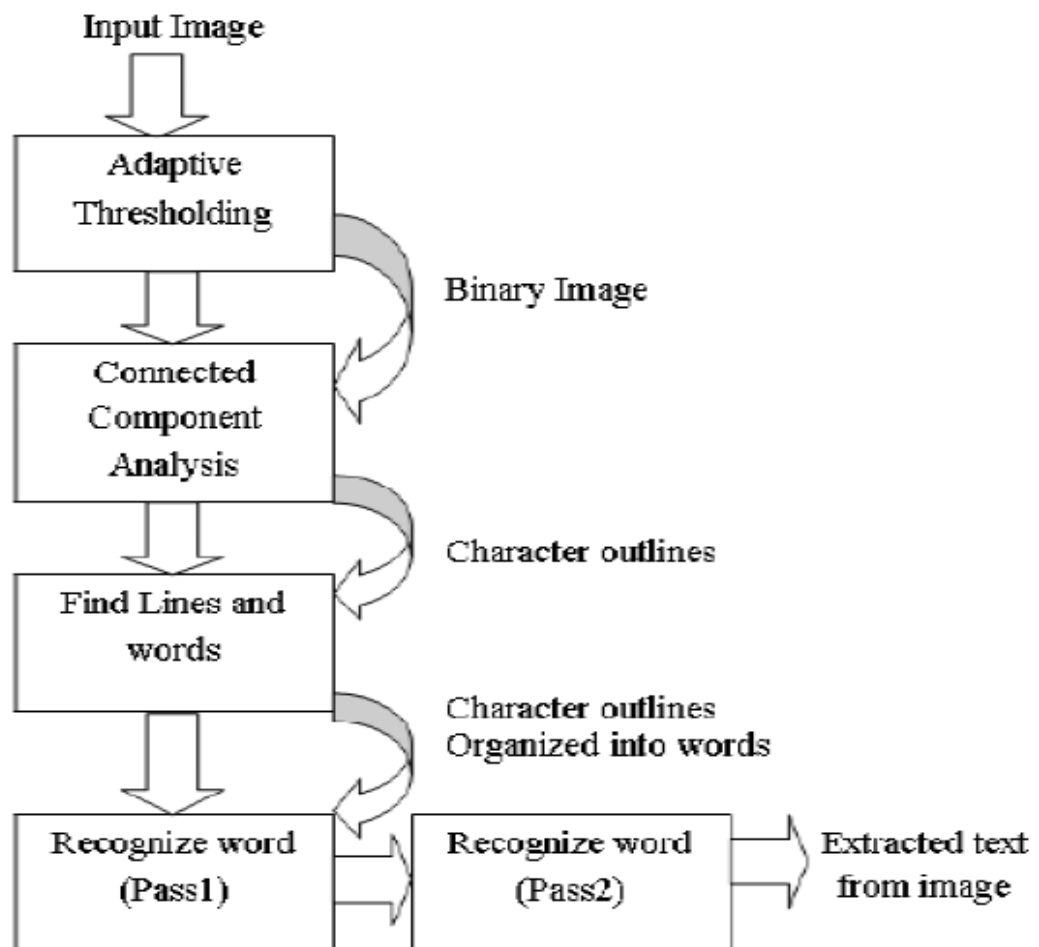 Input Image
Adaptive
Thresholding
Binary Image
Connected
Component
Analysis
Character outlines
Find Lines and
words
Character outlines
Organized into words
Recognize word
(Pass1)
Recognize word
(Pass2)
Extracted text
from image